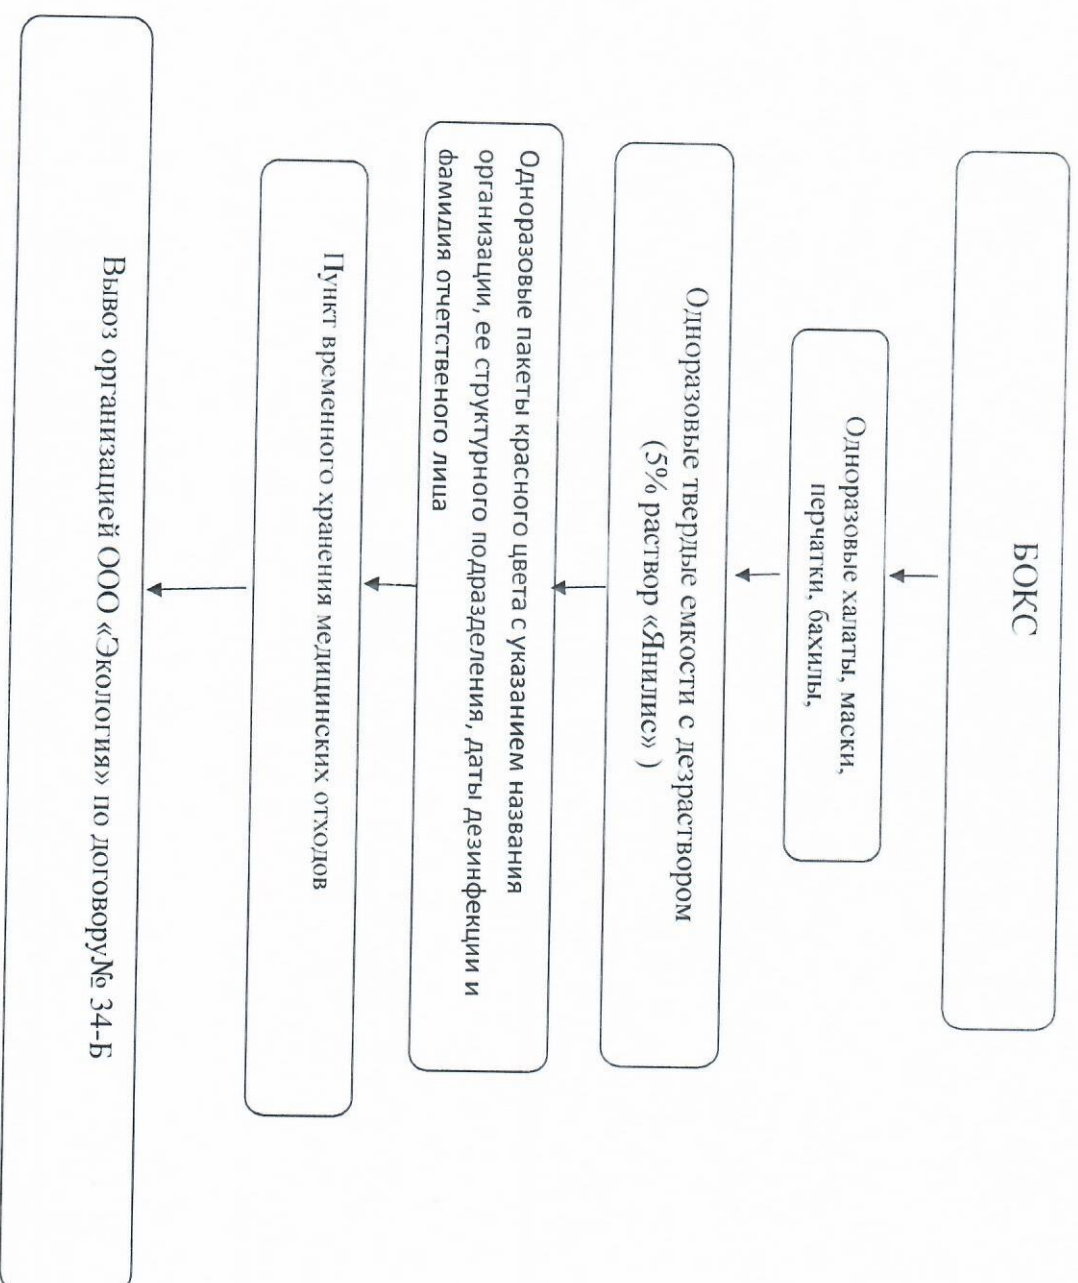 БОКС
Одноразовые халаты, маски,
перчатки, бахилы,
Одноразовые твердые емкости с дезраствором
(5% раствор «Янилис» )
Одноразовые пакеты красного цвета с указанием названия
организации, ее структурного подразделения, даты дезинфекции и
фамилия отчетственого лица
Пункт временного хранения медицинских отходов
Вывоз организацией ООО «Экология» по договору№ 34-Б